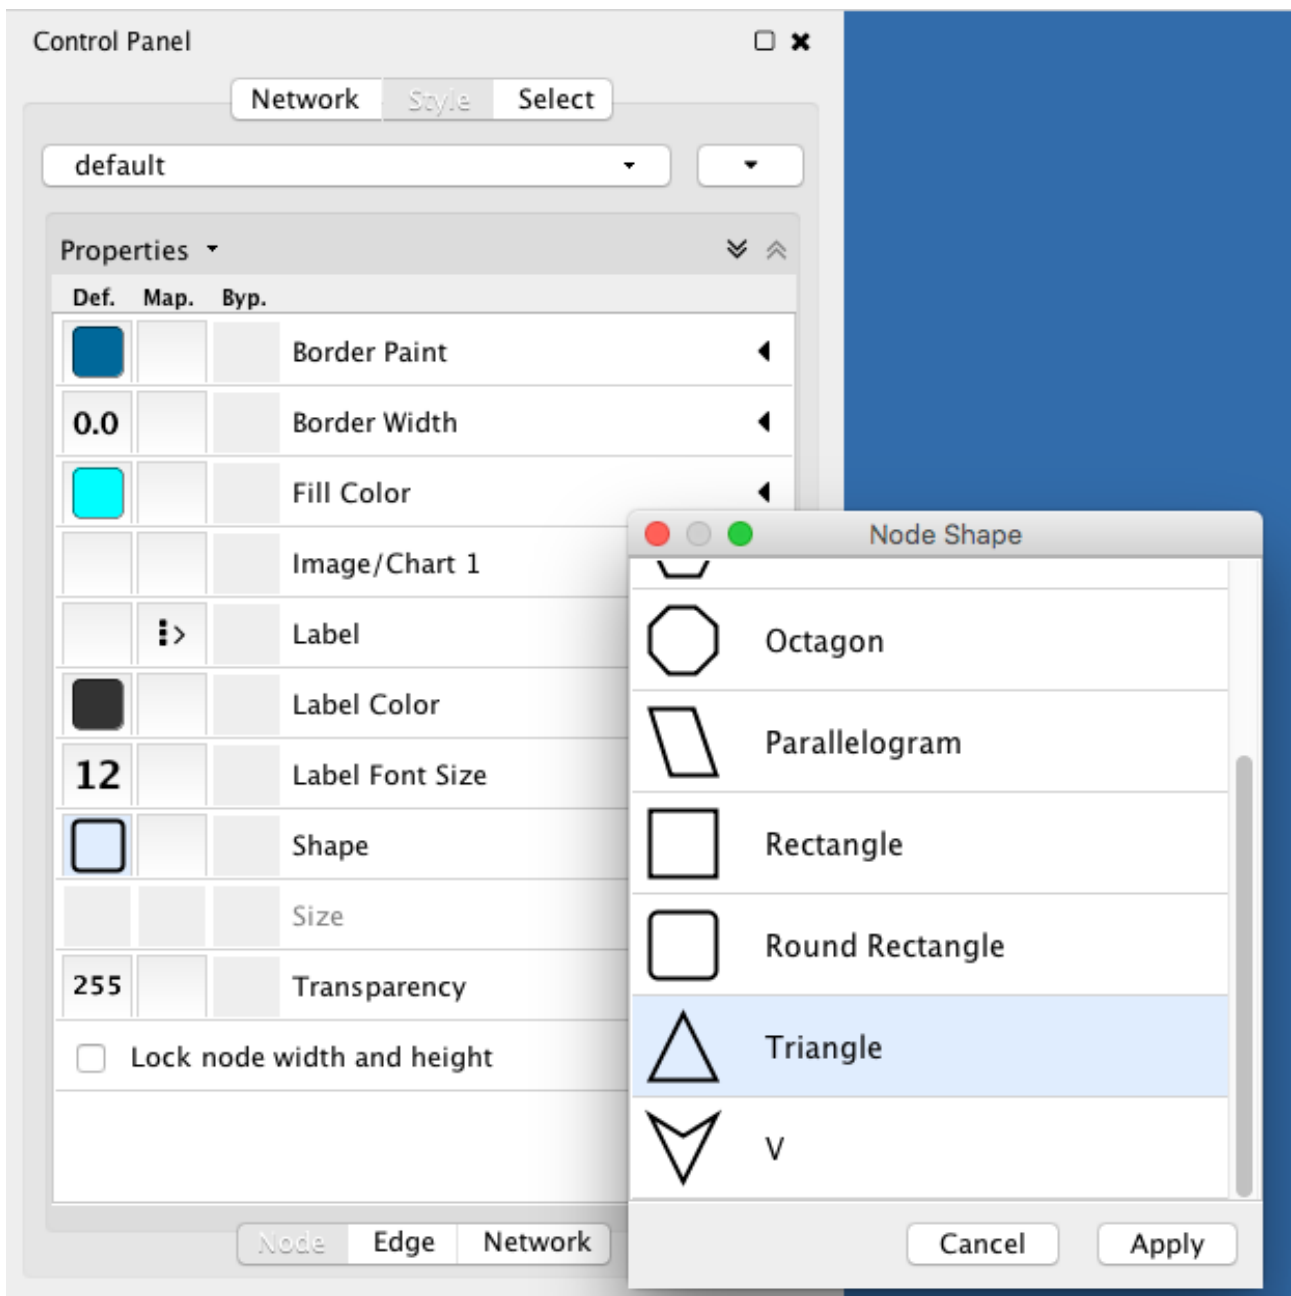 Control Panel
Network Style Select
default
Properties
Def. Map. Byp.
Border Paint
0.0 Border Width
Fill Color
Image/Chart 1
Label
Label Color
12 Label Font Size
Shape
Size
255 Transparency
Lock node width and height
Node Edge Network
Node Shape
Octagon
Parallelogram
Rectangle
Round Rectangle
Triangle
V
Cancel Apply